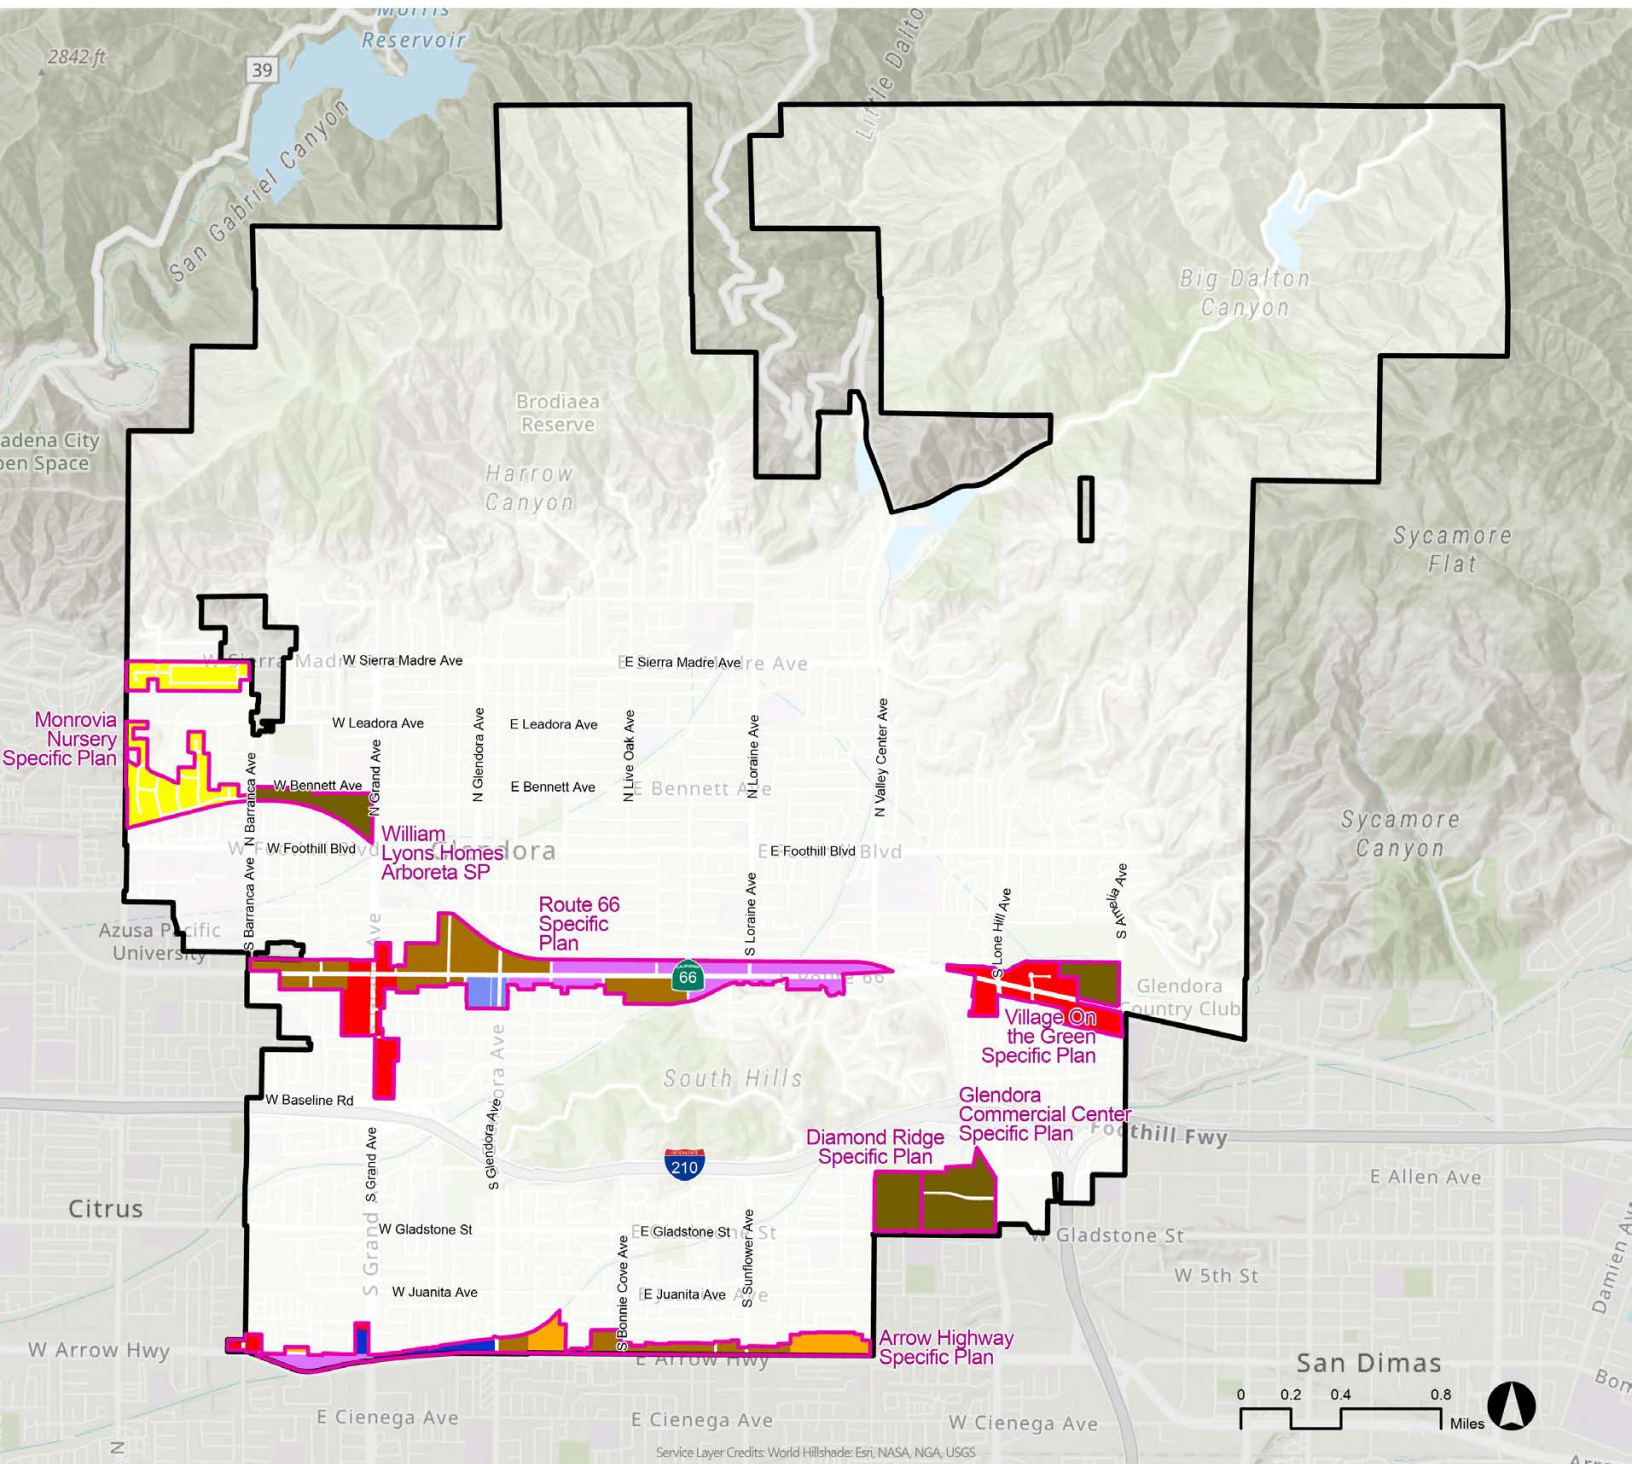 Morris
Reservoir
2842 ft
39
San Gabriel Canyon
Little Dalto
Big Dalton
Canyon
Brodiaea
Reserve
adena City
pen Space
Harrow
Canyon
Sycamore
Flat
W Sierra Madre Ave
E Sierra Madre Ave
Monrovia
Nursery
Specific Plan
W Leadora Ave
E Leadora Ave
N Glendora Ave
N Live Oak Ave
N Loraine Ave
N Valley Center Ave
N Grand Ave
N Barranca Ave
W Bennett Ave
E Bennett Ave
E Bennett Ave
Sycamore
Canyon
W Foothill Blvd
E Foothill Blvd
Glendora
William
Lyons Homes
Arboreta SP
S Barranca Ave
S Loraine Ave
S Lone Hill Ave
S Amelia Ave
Route 66
Specific
Plan
Azusa Pacific
University
CALIFORNIA
66
Glendora
Country Club
Village On
the Green
Specific Plan
South Hills
W Baseline Rd
S Glendora Ave
S Grand Ave
S Grand Ave
Glendora
Commercial Center
Specific Plan
Diamond Ridge
Specific Plan
Foothill Fwy
INTERSTATE
210
E Allen Ave
Citrus
W Gladstone St
E Gladstone St
W Gladstone St
S Bonnie Cove Ave
S Sunflower Ave
W 5th St
Damien Av
W Juanita Ave
E Juanita Ave
W Arrow Hwy
E Arrow Hwy
Arrow Highway
Specific Plan
San Dimas
Bon
0 0.2 0.4 0.8
Miles
E Cienega Ave
E Cienega Ave
W Cienega Ave
N
Service Layer Credits: World Hillshade: Esri, NASA, NGA, USGS